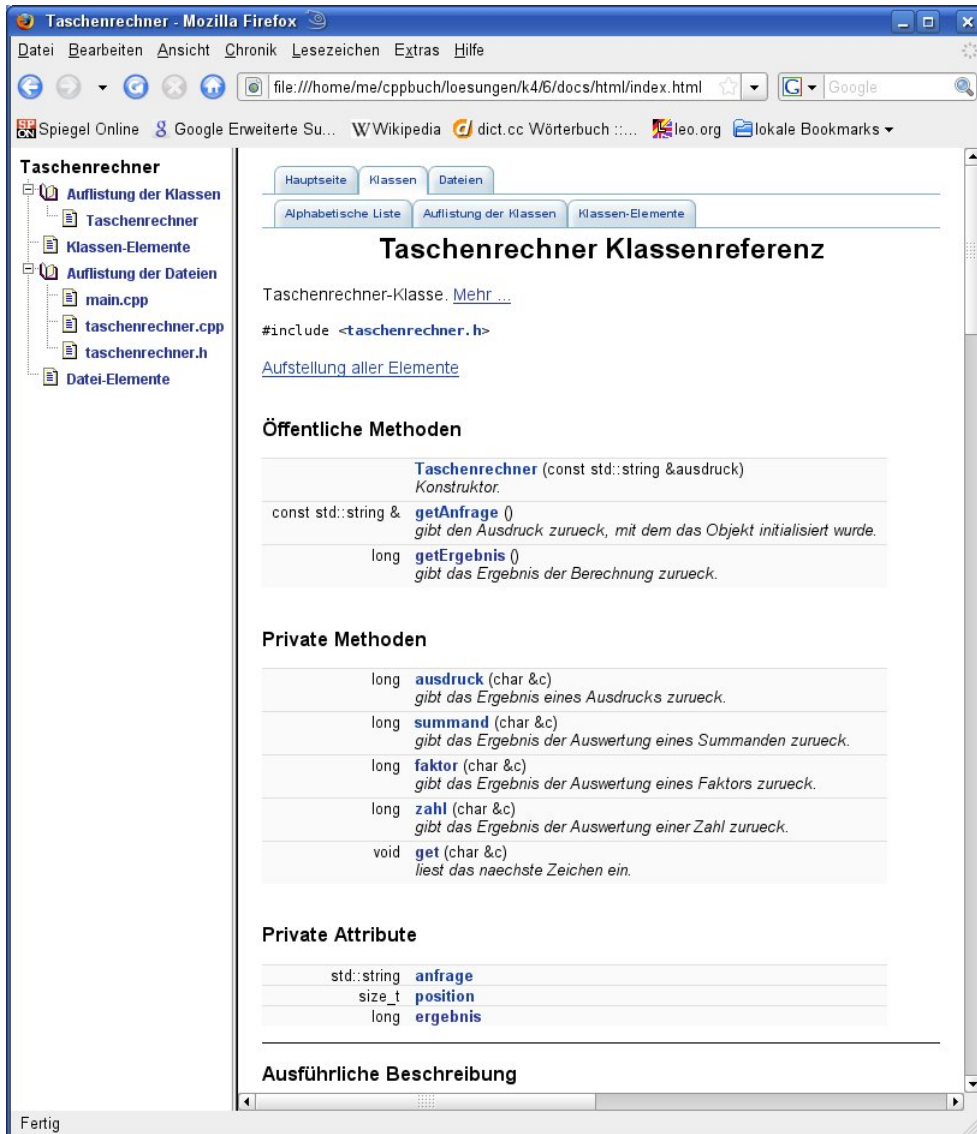 Taschenrechner - Mozilla Firefox
Datei Bearbeiten Ansicht Chronik Lesezeichen Extras Hilfe
file:///home/me/cppbuch/loesungen/k4/6/docs/html/index.html
G Google
SPON Spiegel Online g Google Erweiterte Su... W Wikipedia d dict.cc Wörterbuch ::... leo.org lokale Bookmarks
Taschenrechner
Auflistung der Klassen
Taschenrechner
Klassen-Elemente
Auflistung der Dateien
main.cpp
taschenrechner.cpp
taschenrechner.h
Datei-Elemente
Hauptseite Klassen Dateien
Alphabetische Liste Auflistung der Klassen Klassen-Elemente
Taschenrechner Klassenreferenz
Taschenrechner-Klasse. Mehr ...
#include <taschenrechner.h>
Aufstellung aller Elemente
Öffentliche Methoden
Taschenrechner (const std::string &ausdruck)
Konstruktor.
const std::string & getAnfrage ()
gibt den Ausdruck zurueck, mit dem das Objekt initialisiert wurde.
long getErgebnis ()
gibt das Ergebnis der Berechnung zurueck.
Private Methoden
long ausdruck (char &c)
gibt das Ergebnis eines Ausdrucks zurueck.
long summand (char &c)
gibt das Ergebnis der Auswertung eines Summanden zurueck.
long faktor (char &c)
gibt das Ergebnis der Auswertung eines Faktors zurueck.
long zahl (char &c)
gibt das Ergebnis der Auswertung einer Zahl zurueck.
void get (char &c)
liest das naechste Zeichen ein.
Private Attribute
std::string anfrage
size_t position
long ergebnis
Ausführliche Beschreibung
Fertig